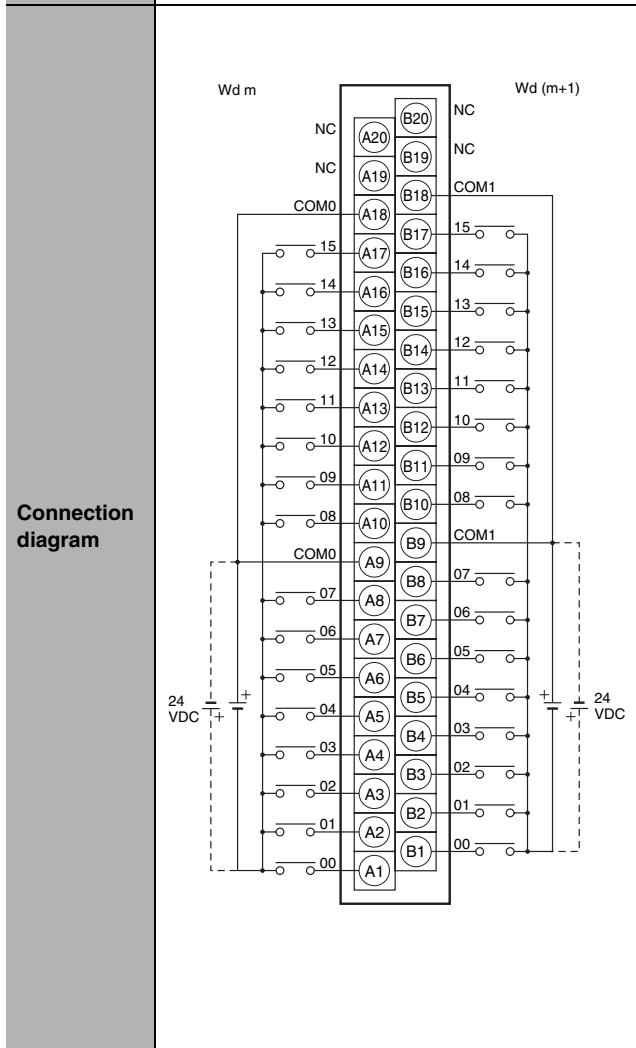 Connection
diagram
Wd m
Wd (m+1)
NC A20 B20 NC
NC A19 B19 NC
COM0 A18 B18 COM1
15 A17 B17 15
14 A16 B16 14
13 A15 B15 13
12 A14 B14 12
11 A13 B13 11
10 A12 B12 10
09 A11 B11 09
08 A10 B10 08
COM0 A9 B9 COM1
07 A8 B8 07
06 A7 B7 06
05 A6 B6 05
04 A5 B5 04
03 A4 B4 03
02 A3 B3 02
01 A2 B2 01
00 A1 B1 00
24
VDC
+ +
+ +
24
VDC